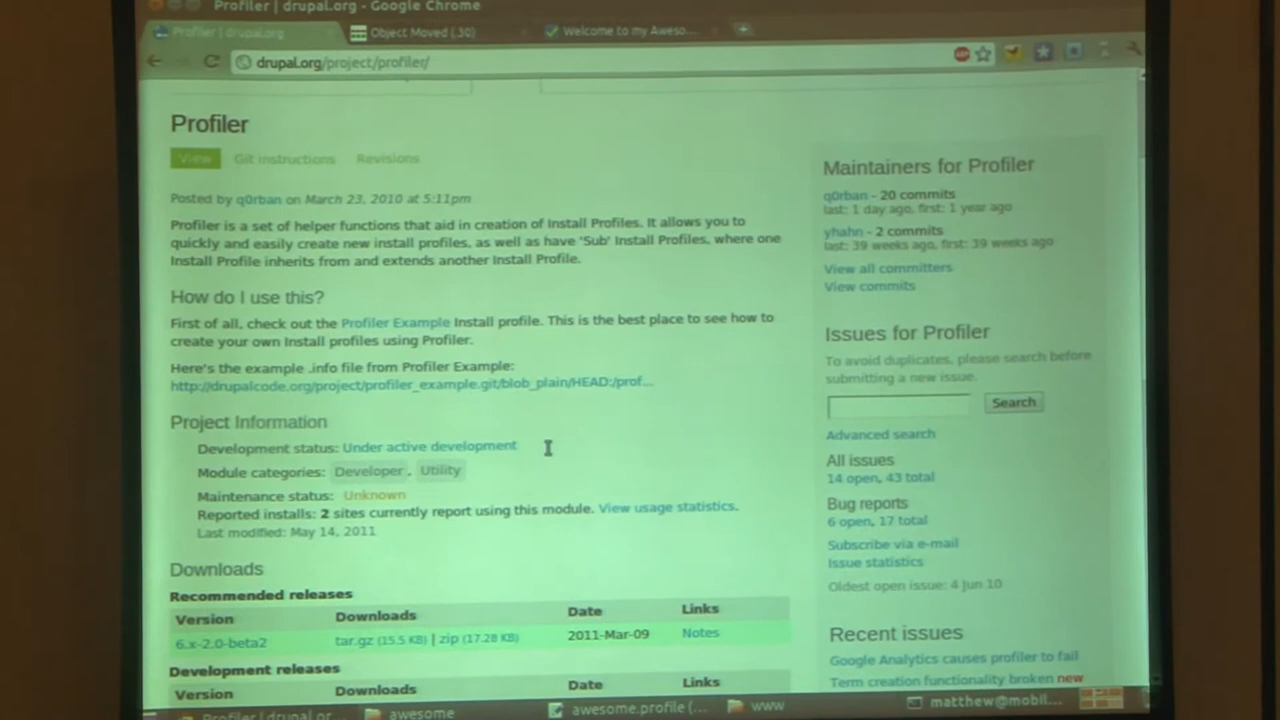 Profiler | drupal.org - Google Chrome
Profiler | drupal.org
Object Moved (.30)
Welcome to my Aweso...
drupal.org/project/profiler/
Profiler
View Git instructions Revisions
Posted by q0rban on March 23, 2010 at 5:11pm
Profiler is a set of helper functions that aid in creation of Install Profiles. It allows you to
quickly and easily create new install profiles, as well as have 'Sub' Install Profiles, where one
Install Profile inherits from and extends another Install Profile.
How do I use this?
First of all, check out the Profiler Example Install profile. This is the best place to see how to
create your own Install profiles using Profiler.
Here's the example .info file from Profiler Example:
http://drupalcode.org/project/profiler_example.git/blob_plain/HEAD:/prof...
Project Information
Development status: Under active development
Module categories: Developer, Utility
Maintenance status: Unknown
Reported installs: 2 sites currently report using this module. View usage statistics.
Last modified: May 14, 2011
Downloads
Recommended releases
Version Downloads Date Links
6.x-2.0-beta2 tar.gz (15.5 KB) | zip (17.28 KB) 2011-Mar-09 Notes
Development releases
Version Downloads Date Links
Maintainers for Profiler
q0rban - 20 commits
last: 1 day ago, first: 1 year ago
yhahn - 2 commits
last: 39 weeks ago, first: 39 weeks ago
View all committers
View commits
Issues for Profiler
To avoid duplicates, please search before
submitting a new issue.
Search
Advanced search
All issues
14 open, 43 total
Bug reports
6 open, 17 total
Subscribe via e-mail
Issue statistics
Oldest open issue: 4 Jun 10
Recent issues
Google Analytics causes profiler to fail
Term creation functionality broken new
Profiler | drupal.or...
awesome
awesome.profile (...
www
matthew@mobil...